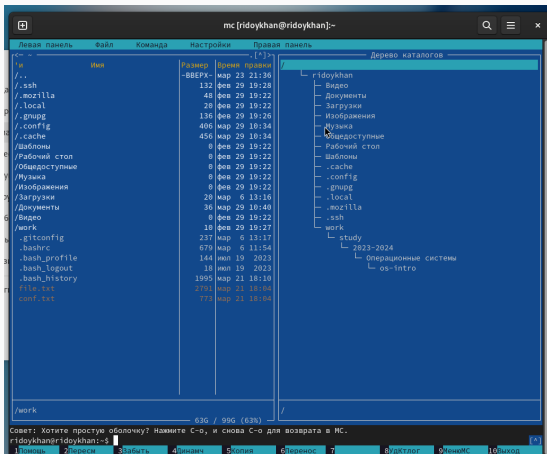 mc [ridoykhan@ridoykhan]:~
Левая панель Файл Команда Настройки Правая панель
<─ ~ .[^]> Дерево каталогов
'и Имя Размер Время правки
/.. -ВВЕРХ- мар 23 21:36
/.ssh 132 фев 29 19:28
/.mozilla 48 фев 29 19:22
/.local 20 фев 29 19:22
/.gnupg 136 фев 29 19:26
/.config 406 мар 29 10:34
/.cache 456 мар 29 10:34
/Шаблоны 0 фев 29 19:22
/Рабочий стол 0 фев 29 19:22
/Общедоступные 0 фев 29 19:22
/Музыка 0 фев 29 19:22
/Изображения 0 фев 29 19:22
/Загрузки 20 мар 6 13:16
/Документы 36 мар 29 10:40
/Видео 0 фев 29 19:22
/work 10 фев 29 19:27
.gitconfig 237 мар 6 13:17
.bashrc 679 мар 6 11:54
.bash_profile 144 июл 19 2023
.bash_logout 18 июл 19 2023
.bash_history 1995 мар 21 18:10
file.txt 2791 мар 21 18:04
conf.txt 773 мар 21 18:04
/work
63G / 99G (63%)
/
ridoykhan
Видео
Документы
Загрузки
Изображения
Музыка
Общедоступные
Рабочий стол
Шаблоны
.cache
.config
.gnupg
.local
.mozilla
.ssh
work
study
2023-2024
Операционные системы
os-intro
/
Совет: Хотите простую оболочку? Нажмите C-o, и снова C-o для возврата в MC.
ridoykhan@ridoykhan:~$ [^]
1Помощь 2Пересм 3Забыть 4Динамч 5Копия 6Перенос 7 8УдКтлог 9МенюMC 10Выход